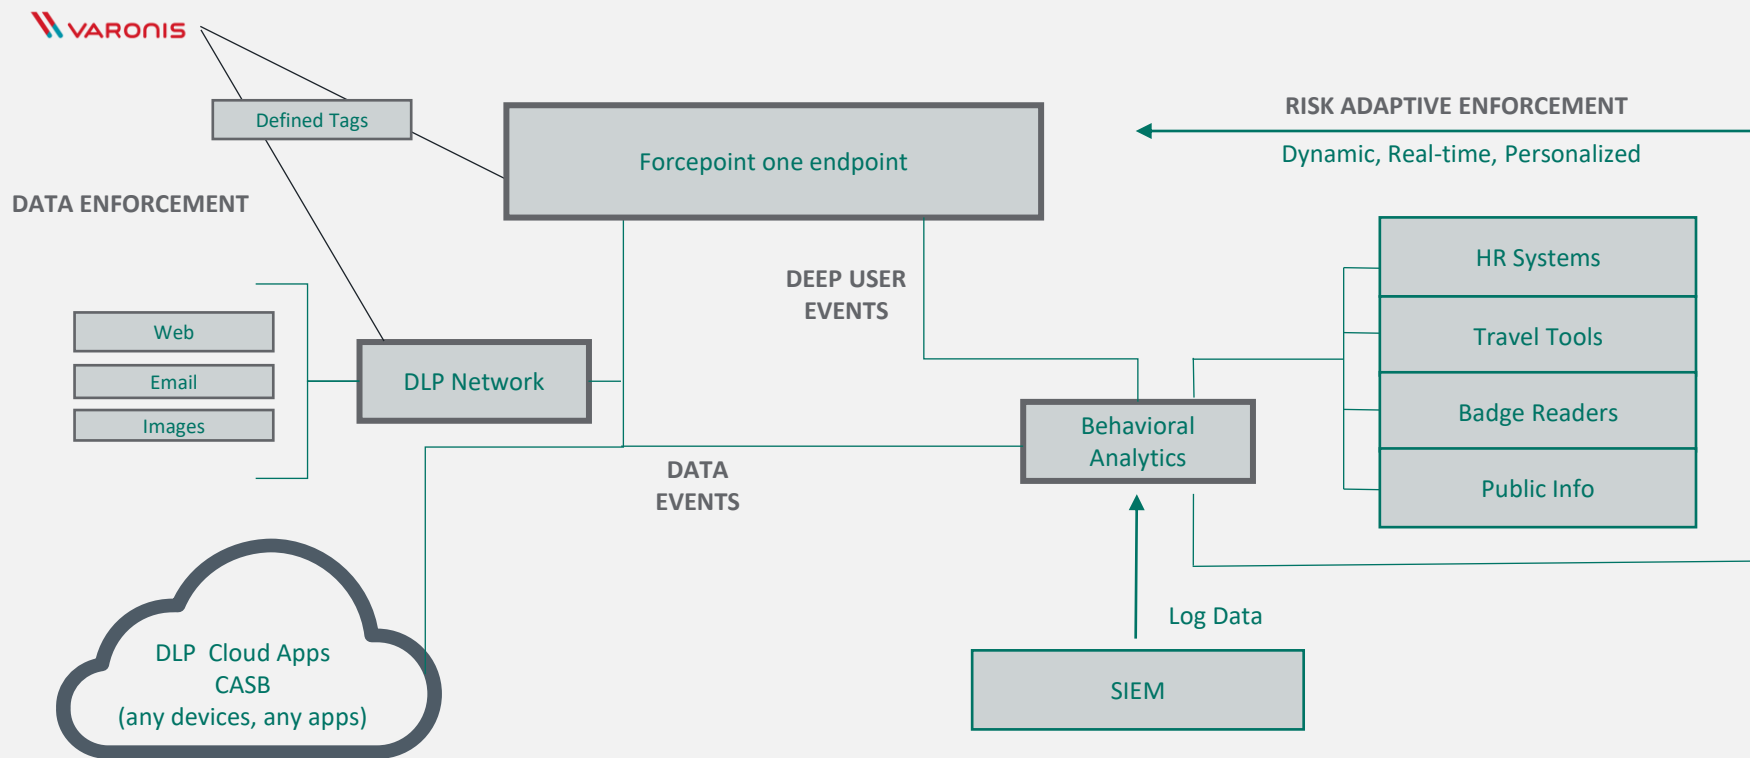 VARONIS
Defined Tags
Forcepoint one endpoint
RISK ADAPTIVE ENFORCEMENT
Dynamic, Real-time, Personalized
DATA ENFORCEMENT
DEEP USER
EVENTS
HR Systems
Travel Tools
Badge Readers
Public Info
Web
Email
Images
DLP Network
Behavioral
Analytics
DATA
EVENTS
Log Data
SIEM
DLP Cloud Apps
CASB
(any devices, any apps)